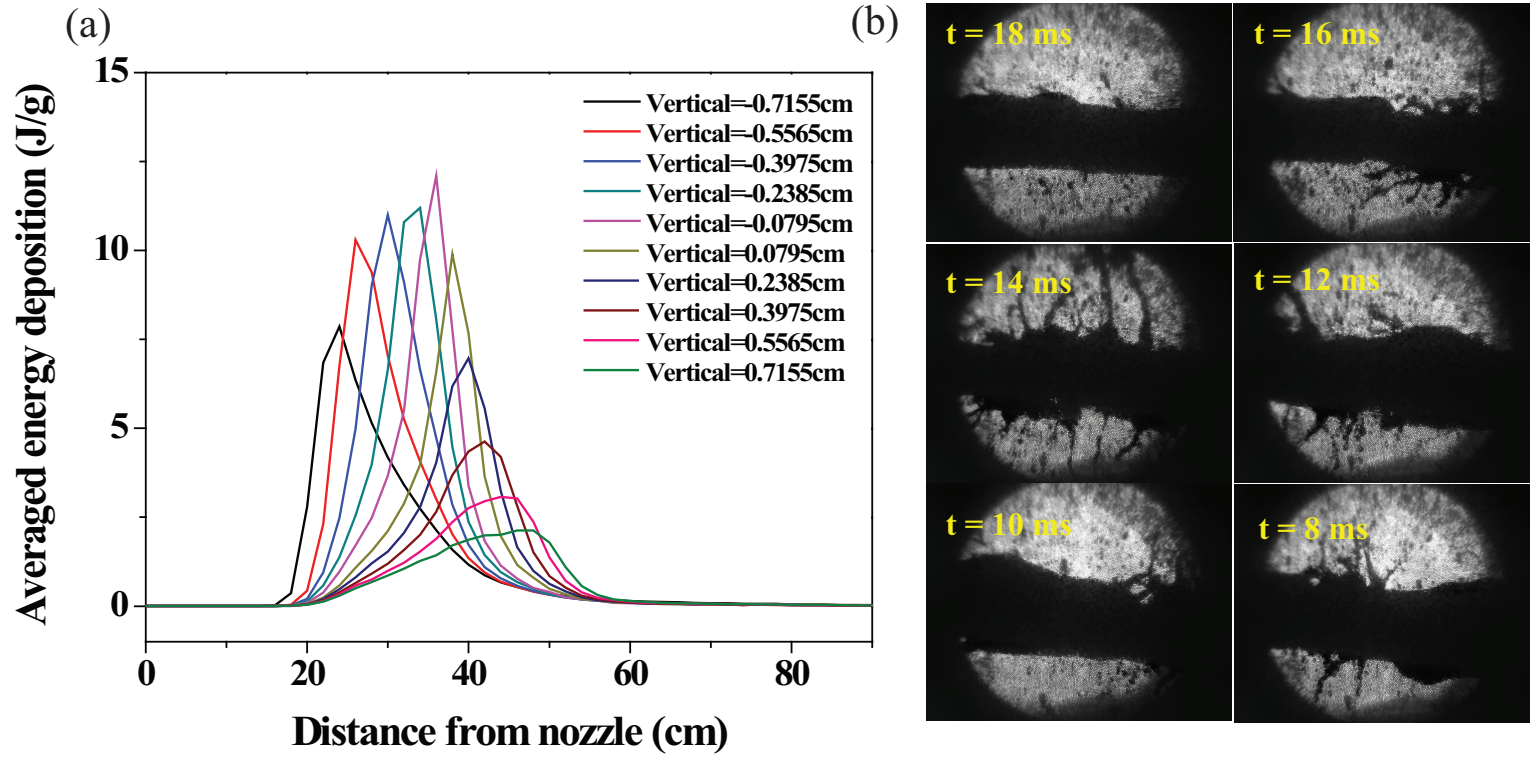 (a)
(b)
15
10
5
0
0
20
40
60
80
Averaged energy deposition (J/g)
Distance from nozzle (cm)
Vertical=-0.7155cm
Vertical=-0.5565cm
Vertical=-0.3975cm
Vertical=-0.2385cm
Vertical=-0.0795cm
Vertical=0.0795cm
Vertical=0.2385cm
Vertical=0.3975cm
Vertical=0.5565cm
Vertical=0.7155cm
t = 18 ms
t = 16 ms
t = 14 ms
t = 12 ms
t = 10 ms
t = 8 ms